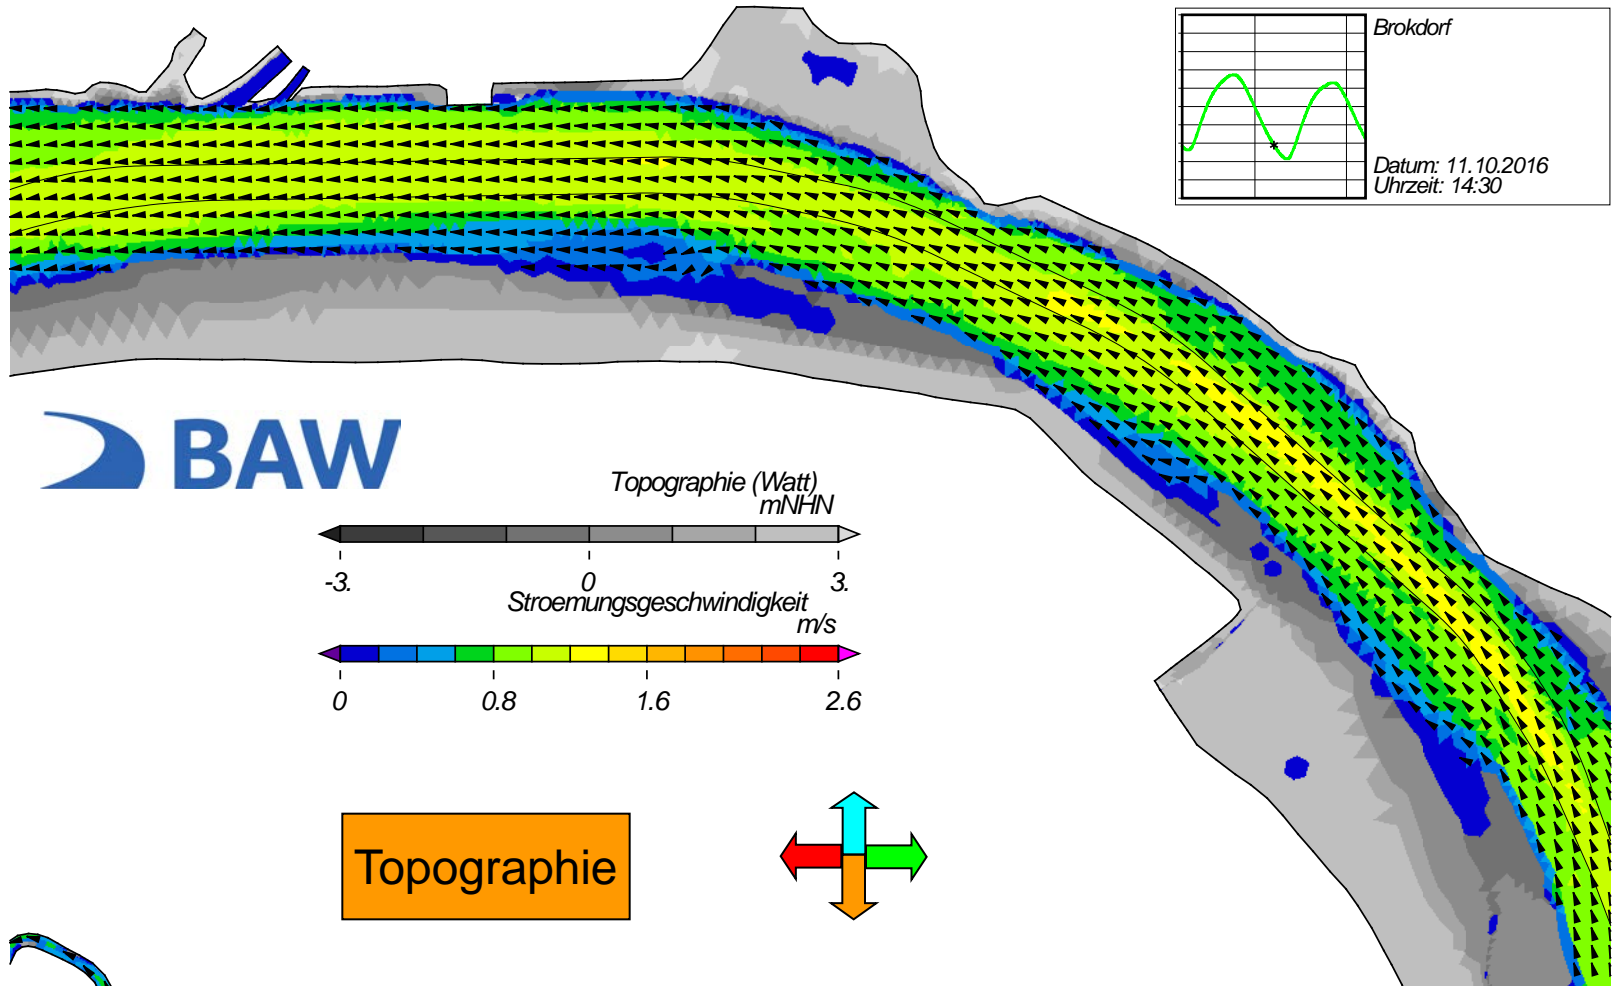 Brokdorf
Datum: 11.10.2016
Uhrzeit: 14:30
BAW
Topographie (Watt)
mNHN
-3. 0 3.
Stroemungsgeschwindigkeit
m/s
0 0.8 1.6 2.6
Topographie